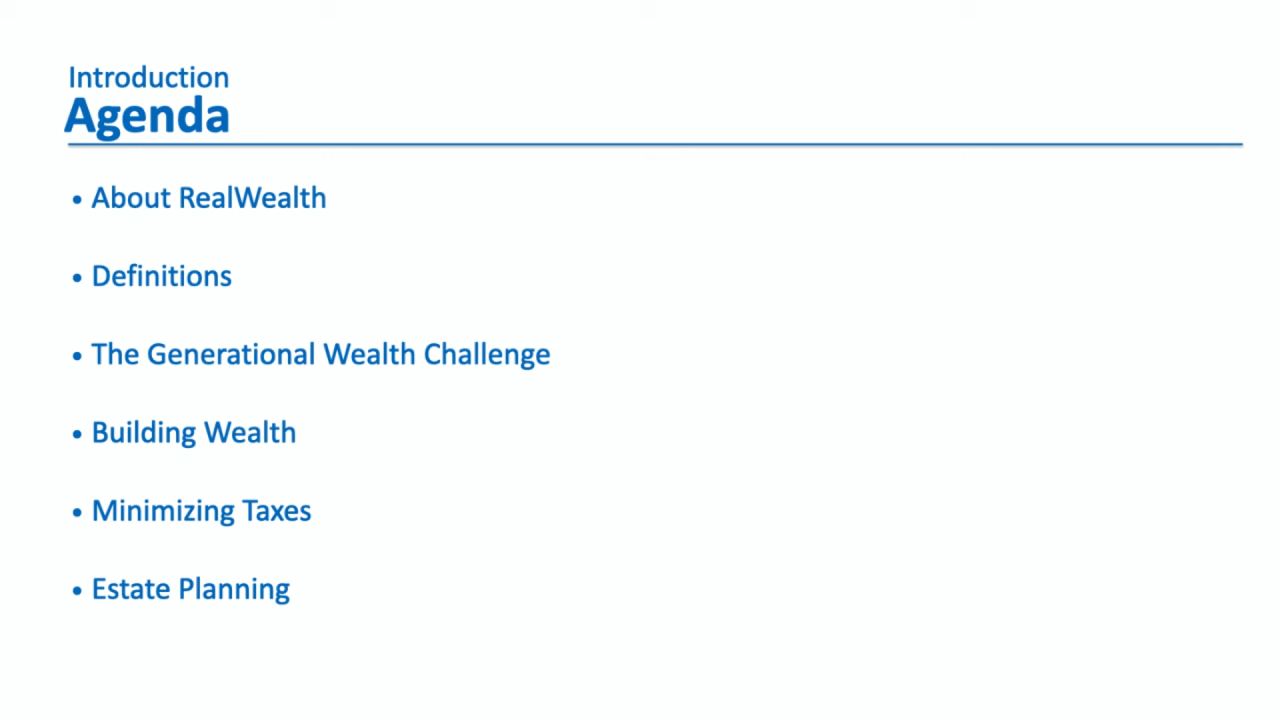 Introduction
Agenda
• About RealWealth
• Definitions
• The Generational Wealth Challenge
• Building Wealth
• Minimizing Taxes
• Estate Planning